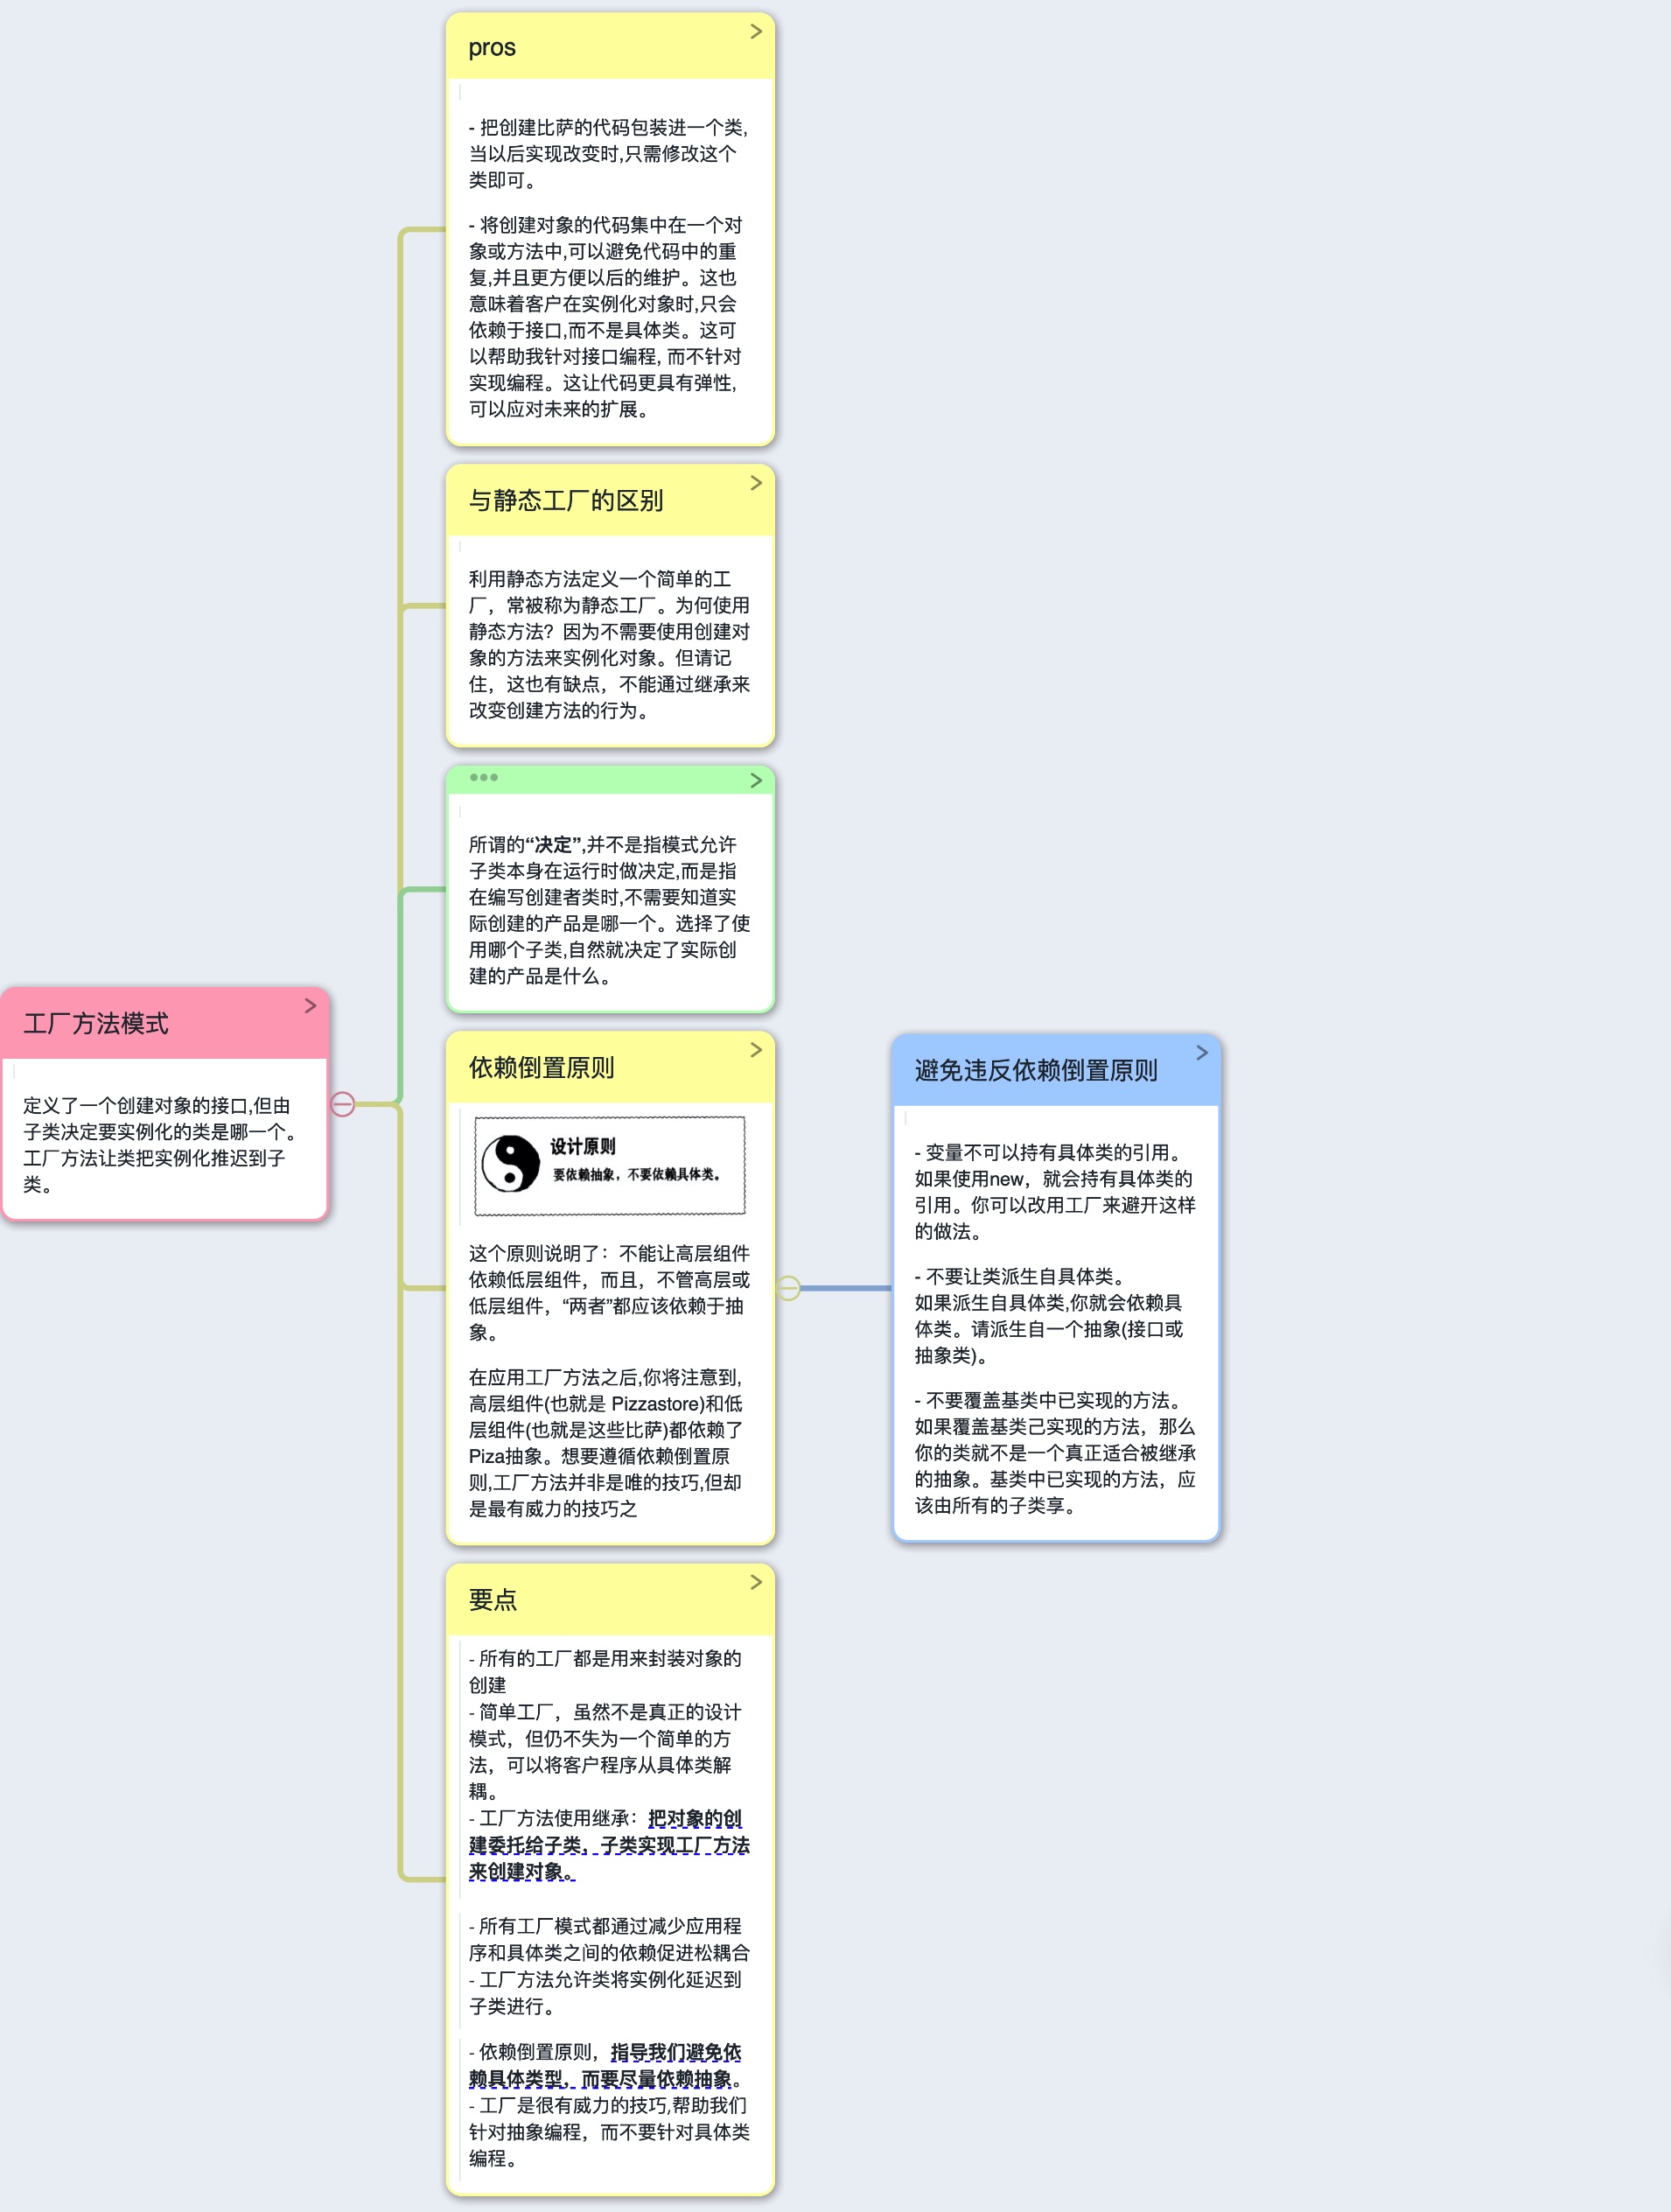 pros
- 把创建比萨的代码包装进一个类,
当以后实现改变时,只需修改这个
类即可。
- 将创建对象的代码集中在一个对
象或方法中,可以避免代码中的重
复,并且更方便以后的维护。这也
意味着客户在实例化对象时,只会
依赖于接口,而不是具体类。这可
以帮助我针对接口编程, 而不针对
实现编程。这让代码更具有弹性,
可以应对未来的扩展。
与静态工厂的区别
利用静态方法定义一个简单的工
厂，常被称为静态工厂。为何使用
静态方法？因为不需要使用创建对
象的方法来实例化对象。但请记
住，这也有缺点，不能通过继承来
改变创建方法的行为。
所谓的“决定”,并不是指模式允许
子类本身在运行时做决定,而是指
在编写创建者类时,不需要知道实
际创建的产品是哪一个。选择了使
用哪个子类,自然就决定了实际创
建的产品是什么。
工厂方法模式
定义了一个创建对象的接口,但由
子类决定要实例化的类是哪一个。
工厂方法让类把实例化推迟到子
类。
依赖倒置原则
设计原则
要依赖抽象，不要依赖具体类。
这个原则说明了：不能让高层组件
依赖低层组件，而且，不管高层或
低层组件，“两者”都应该依赖于抽
象。
在应用工厂方法之后,你将注意到,
高层组件(也就是 Pizzastore)和低
层组件(也就是这些比萨)都依赖了
Piza抽象。想要遵循依赖倒置原
则,工厂方法并非是唯的技巧,但却
是最有威力的技巧之
避免违反依赖倒置原则
- 变量不可以持有具体类的引用。
如果使用new，就会持有具体类的
引用。你可以改用工厂来避开这样
的做法。
- 不要让类派生自具体类。
如果派生自具体类,你就会依赖具
体类。请派生自一个抽象(接口或
抽象类)。
- 不要覆盖基类中已实现的方法。
如果覆盖基类己实现的方法，那么
你的类就不是一个真正适合被继承
的抽象。基类中已实现的方法，应
该由所有的子类享。
要点
- 所有的工厂都是用来封装对象的
创建
- 简单工厂，虽然不是真正的设计
模式，但仍不失为一个简单的方
法，可以将客户程序从具体类解
耦。
- 工厂方法使用继承：把对象的创
建委托给子类，子类实现工厂方法
来创建对象。
- 所有工厂模式都通过减少应用程
序和具体类之间的依赖促进松耦合
- 工厂方法允许类将实例化延迟到
子类进行。
- 依赖倒置原则，指导我们避免依
赖具体类型，而要尽量依赖抽象。
- 工厂是很有威力的技巧,帮助我们
针对抽象编程，而不要针对具体类
编程。